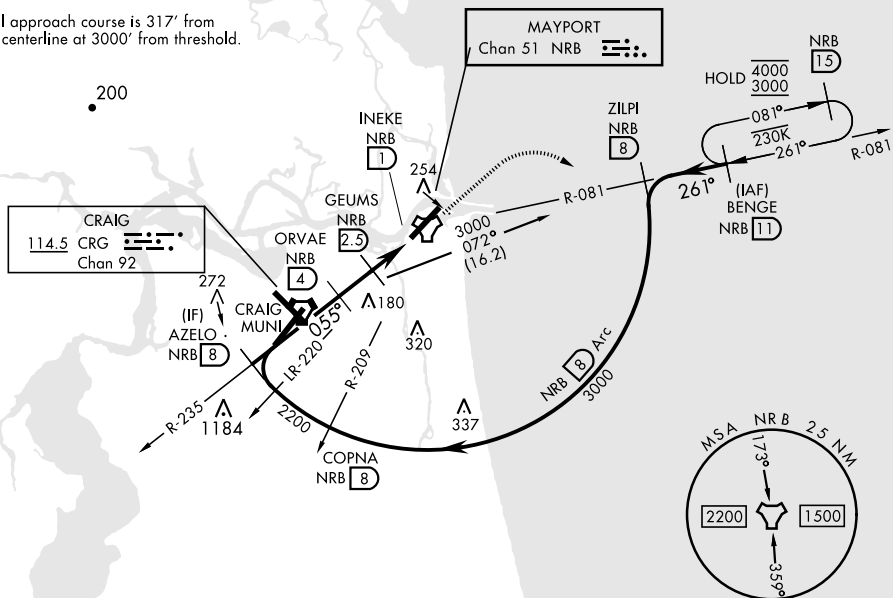 l approach course is 317' from
centerline at 3000' from threshold.
MAYPORT
Chan 51 NRB
200
HOLD
4000
3000
NRB
15
081°
230K
261°
R-081
INEKE
NRB
1
254
ZILPI
NRB
8
R-081
261°
(IAF)
BENGE
NRB 11
GEUMS
NRB
2.5
3000
072°
(16.2)
CRAIG
114.5 CRG
Chan 92
ORVAE
NRB
4
272
(IF)
AZELO
NRB 8
CRAIG
MUNI
055°
180
320
LR-220
R-209
NRB 8 Arc
3000
R-235
1184
2200
337
COPNA
NRB 8
MSA NRB 25 NM
173°
2200
1500
359°